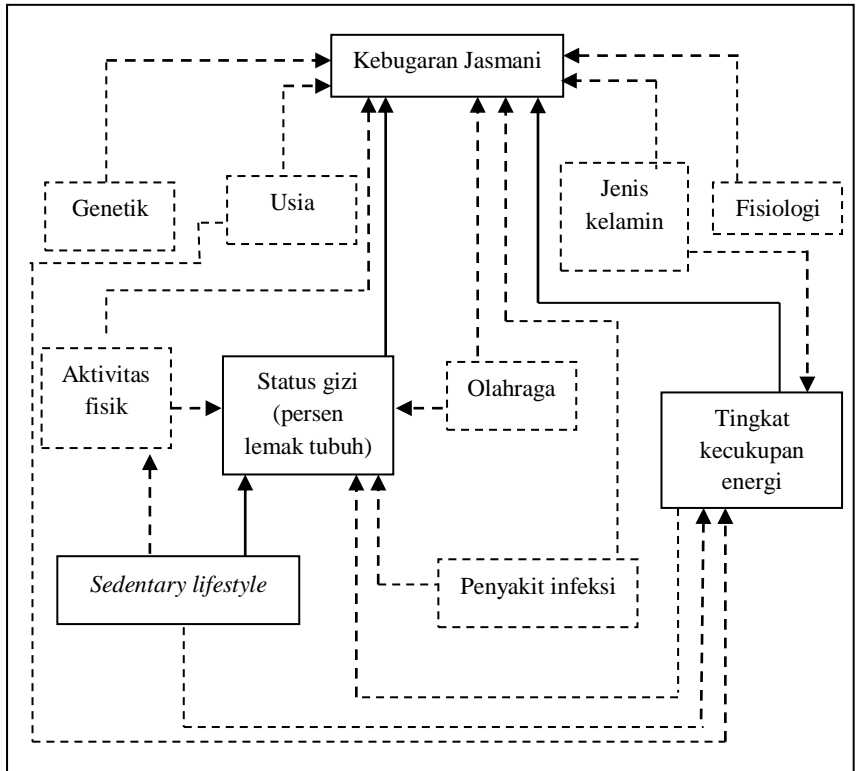 Kebugaran Jasmani
Genetik
Usia
Jenis
kelamin
Fisiologi
Aktivitas
fisik
Status gizi
(persen
lemak tubuh)
Olahraga
Tingkat
kecukupan
energi
Sedentary lifestyle
Penyakit infeksi